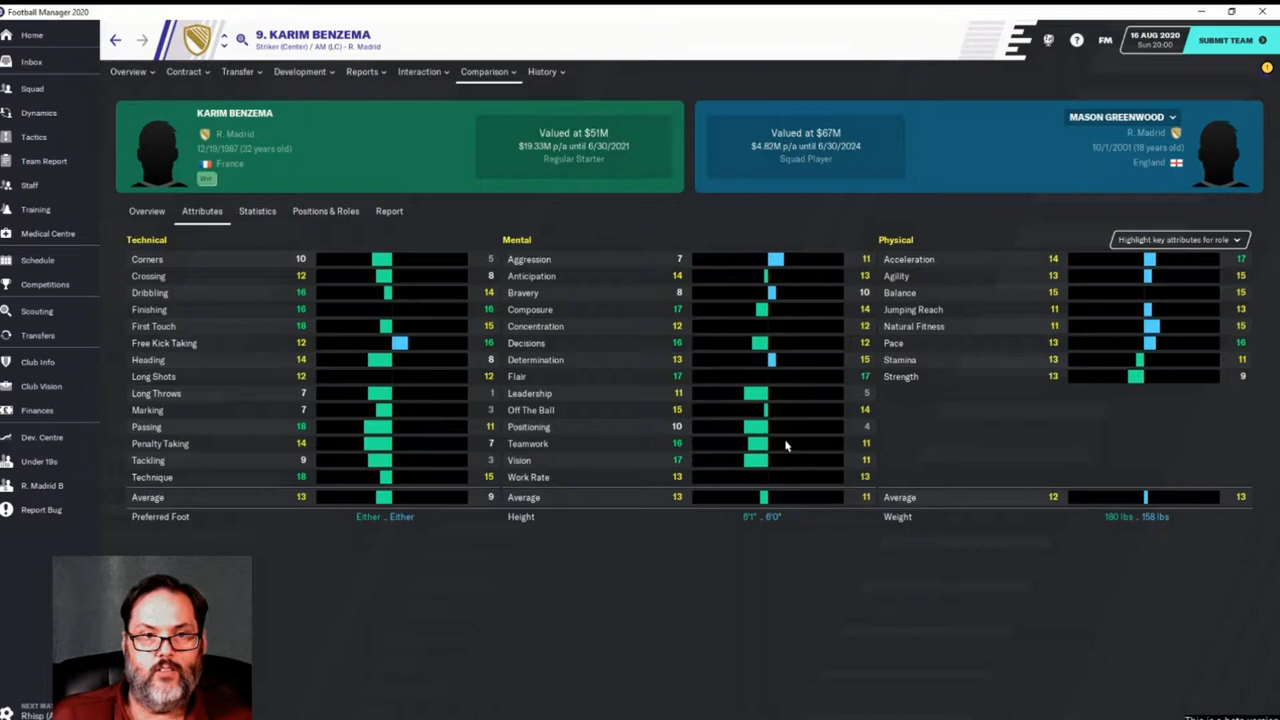 Football Manager 2020
9. KARIM BENZEMA
Striker (Center) / AM (LC) - R. Madrid
FM
16 AUG 2020
Sun 20:00
SUBMIT TEAM
Home
Inbox
Squad
Dynamics
Tactics
Team Report
Staff
Training
Medical Centre
Schedule
Competitions
Scouting
Transfers
Club Info
Club Vision
Finances
Dev. Centre
Under 19s
R. Madrid B
Report Bug
Overview Contract Transfer Development Reports Interaction Comparison History
KARIM BENZEMA
R. Madrid
12/19/1987 (32 years old)
France
Wnt
Valued at $51M
$19.33M p/a until 6/30/2021
Regular Starter
Valued at $67M
$4.82M p/a until 6/30/2024
Squad Player
MASON GREENWOOD
R. Madrid
10/1/2001 (18 years old)
England
Overview Attributes Statistics Positions & Roles Report
Highlight key attributes for role
Technical
Corners 10 5
Crossing 12 8
Dribbling 16 14
Finishing 16 16
First Touch 18 15
Free Kick Taking 12 16
Heading 14 8
Long Shots 12 12
Long Throws 7 1
Marking 7 3
Passing 18 11
Penalty Taking 14 7
Tackling 9 3
Technique 18 15
Average 13 9
Preferred Foot Either .. Either
Mental
Aggression 7 11
Anticipation 14 13
Bravery 8 10
Composure 17 14
Concentration 12 12
Decisions 16 12
Determination 13 15
Flair 17 17
Leadership 11 5
Off The Ball 15 14
Positioning 10 4
Teamwork 16 11
Vision 17 11
Work Rate 13 13
Average 13 11
Height 6'1" .. 6'0"
Physical
Acceleration 14 17
Agility 13 15
Balance 15 15
Jumping Reach 11 13
Natural Fitness 11 15
Pace 13 16
Stamina 13 11
Strength 13 9
Average 12 13
Weight 180 lbs .. 158 lbs
NEXT MA
Rhisp (A